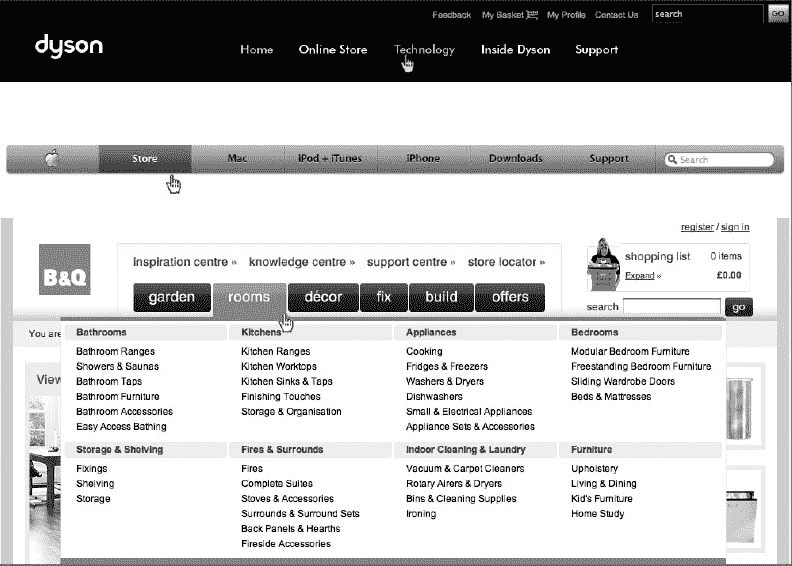 Feedback My Basket My Profile Contact Us search GO
dyson
Home Online Store Technology Inside Dyson Support
Store Mac iPod + iTunes iPhone Downloads Support Search
register / sign in
B&Q
inspiration centre » knowledge centre » support centre » store locator »
shopping list 0 items
Expand » £0.00
garden rooms décor fix build offers
search go
You are
Bathrooms Kitchens Appliances Bedrooms
Bathroom Ranges Kitchen Ranges Cooking Modular Bedroom Furniture
Showers & Saunas Kitchen Worktops Fridges & Freezers Freestanding Bedroom Furniture
Bathroom Taps Kitchen Sinks & Taps Washers & Dryers Sliding Wardrobe Doors
Bathroom Furniture Finishing Touches Dishwashers Beds & Mattresses
Bathroom Accessories Storage & Organisation Small & Electrical Appliances
Easy Access Bathing Appliance Sets & Accessories
View
Storage & Shelving Fires & Surrounds Indoor Cleaning & Laundry Furniture
Fixings Fires Vacuum & Carpet Cleaners Upholstery
Shelving Complete Suites Rotary Airers & Dryers Living & Dining
Storage Stoves & Accessories Bins & Cleaning Supplies Kid's Furniture
Surrounds & Surround Sets Ironing Home Study
Back Panels & Hearths
Fireside Accessories